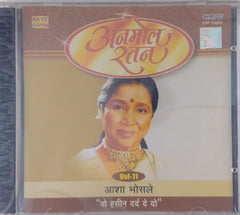 अनमोल
रतन
Vol-11
आशा भोसले
"वो हसीन दर्द दे दो"